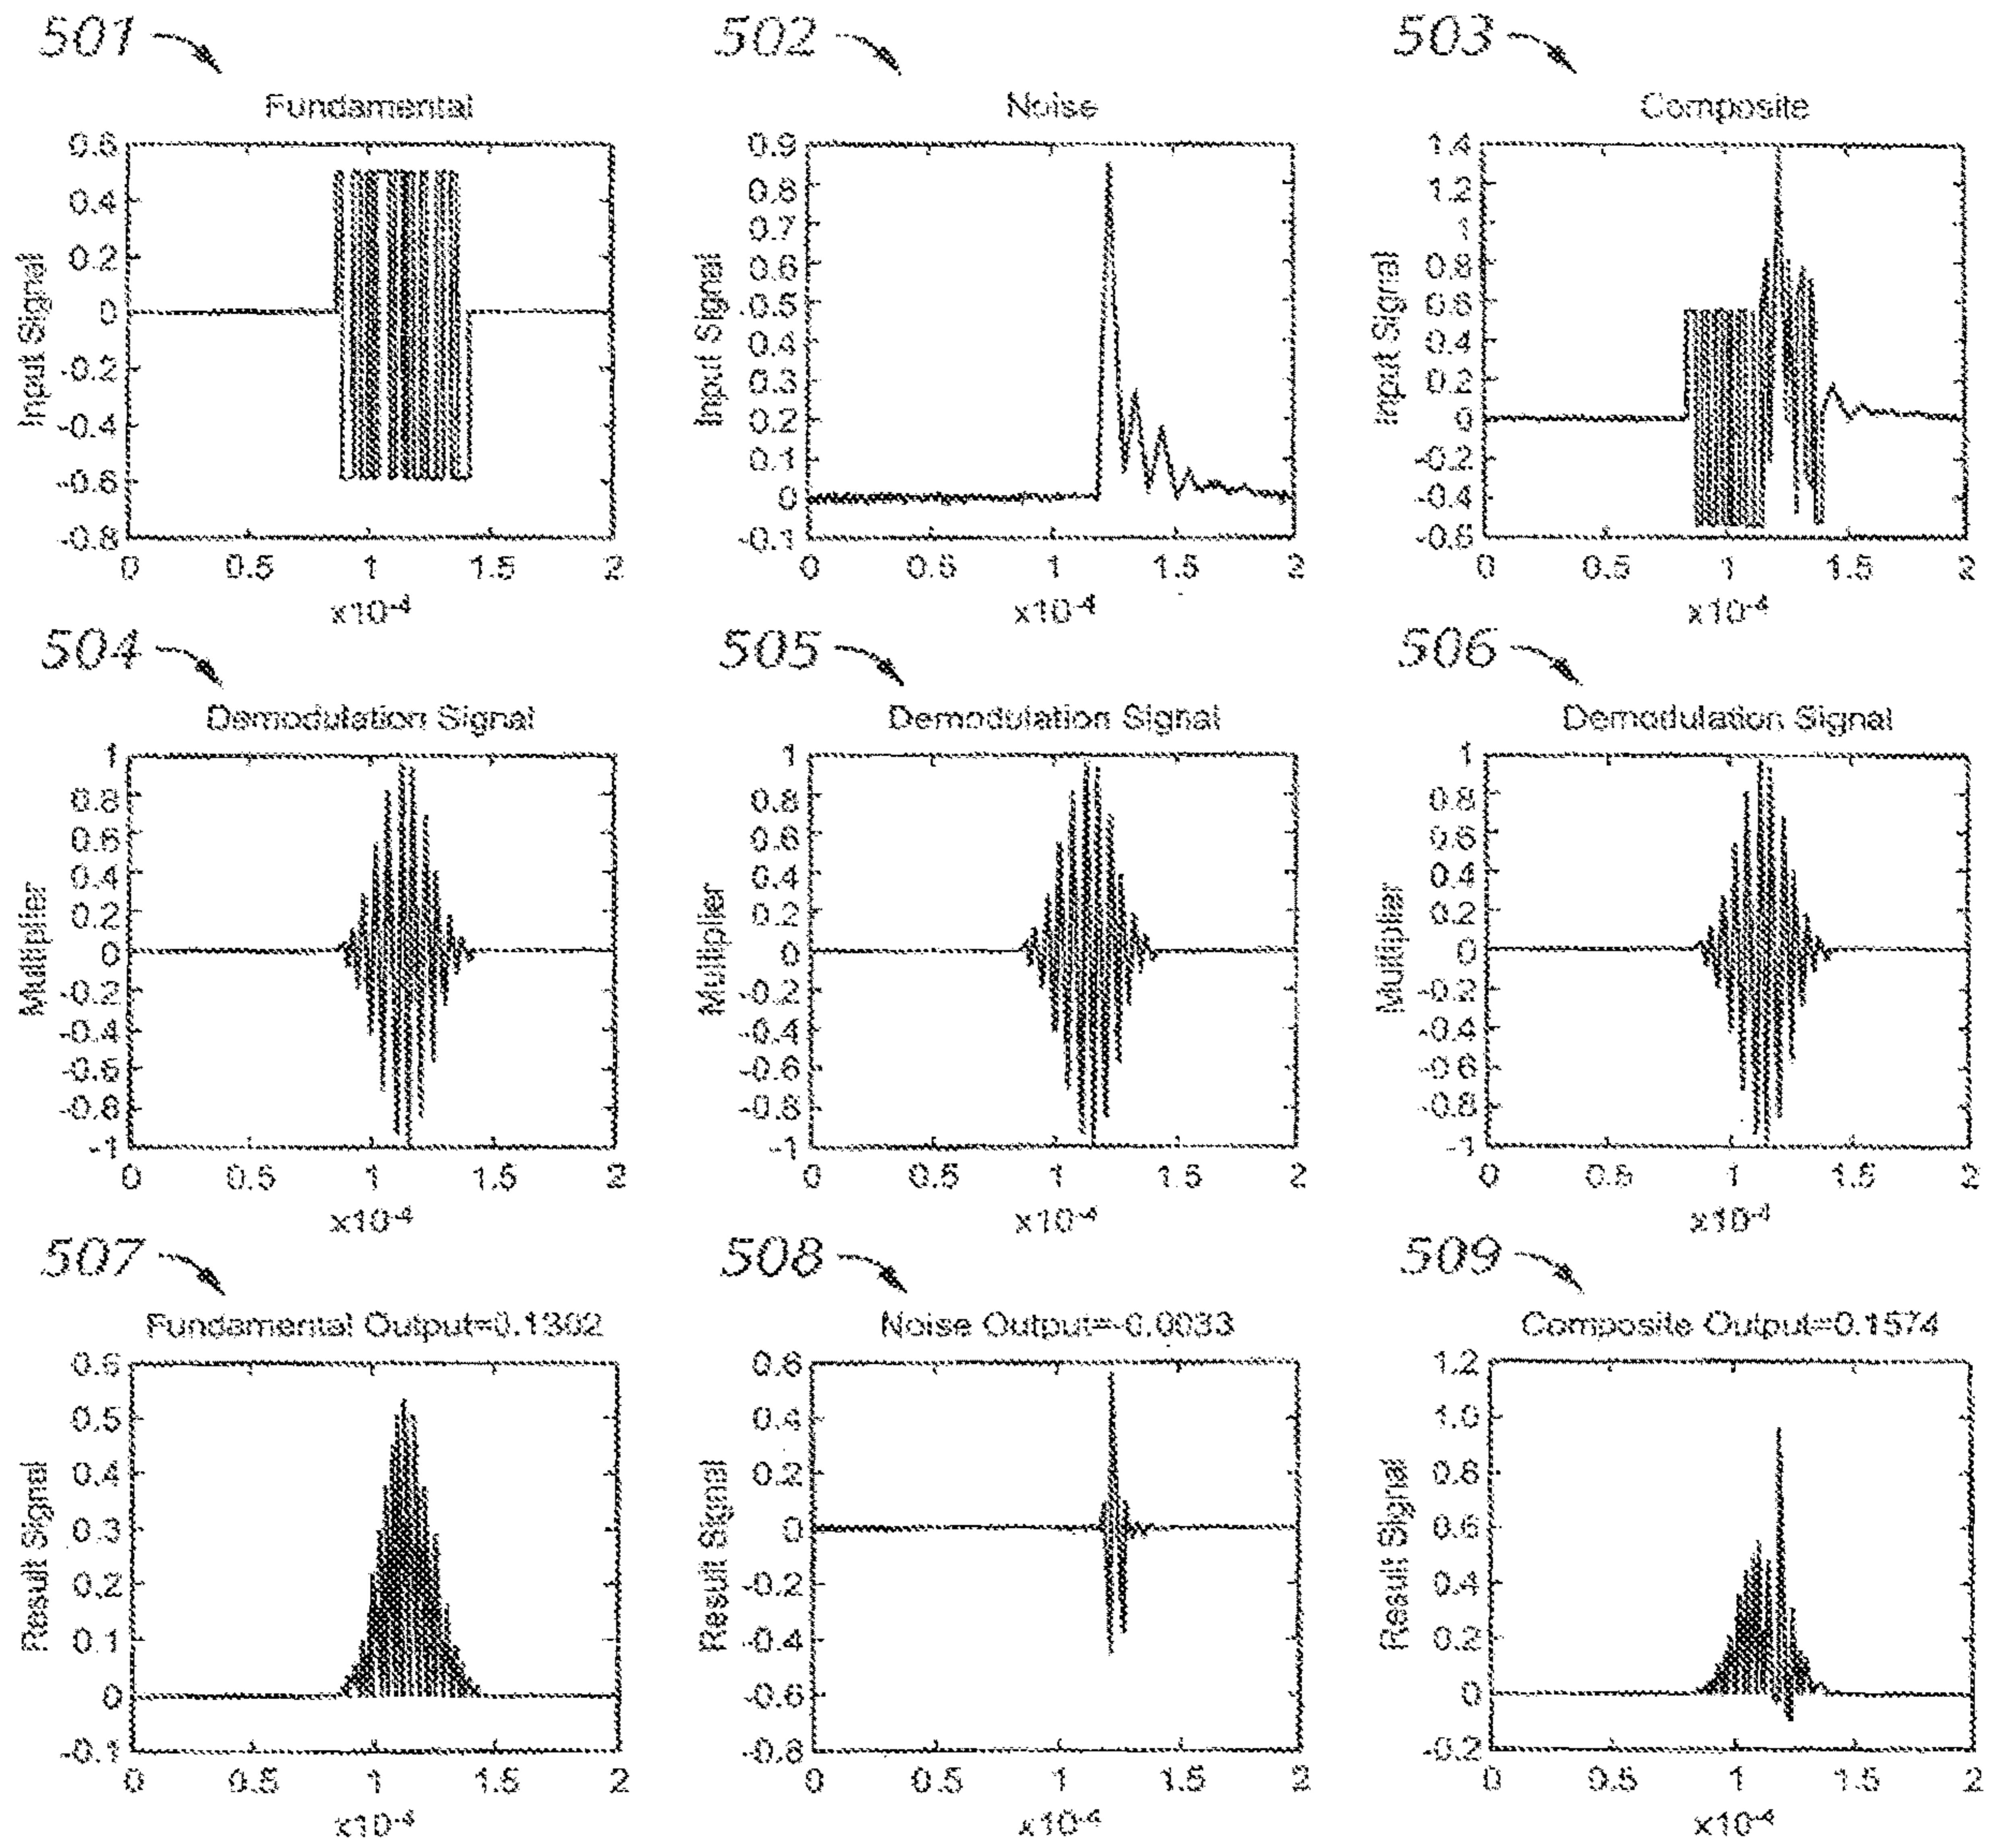 501
502
503
Fundamental
Noise
Composite
Input Signal
0.6
0.4
0.2
0
-0.2
-0.4
-0.6
-0.8
0 0.5 1 1.5 2
x10-4
Input Signal
0.9
0.8
0.7
0.6
.0.5
0.4
0.3
0.2
0.1
0
-0.1
0 0.5 1 1.5 2
x10-4
Input Signal
1.4
1.2
1
0.8
0.6
0.4
0.2
0
-0.2
-0.4
-0.6
0 0.5 1 1.5 2
x10-4
504
505
506
Demodulation Signal
Demodulation Signal
Demodulation Signal
Multiplier
1
0.8
0.6
0.4
0.2
0
-0.2
-0.4
-0.6
-0.8
-1
0 0.5 1 1.5 2
x10-4
Multiplier
1
0.8
0.6
0.4
0.2
0
-0.2
-0.4
-0.6
-0.8
-1
0 0.5 1 1.5 2
x10-4
Multiplier
1
0.8
0.6
0.4
0.2
0
-0.2
-0.4
-0.6
-0.8
-1
0 0.5 1 1.5 2
x10-4
507
508
509
Fundamental Output=0.1302
Noise Output=-0.0033
Composite Output=0.1574
Result Signal
0.6
0.5
0.4
0.3
0.2
0.1
0
-0.1
0 0.5 1 1.5 2
x10-4
Result Signal
0.6
0.4
0.2
0
-0.2
-0.4
-0.6
-0.8
0 0.5 1 1.5 2
x10-4
Result Signal
1.2
1.0
0.8
0.6
0.4
0.2
0
-0.2
0 0.5 1 1.5 2
x10-4